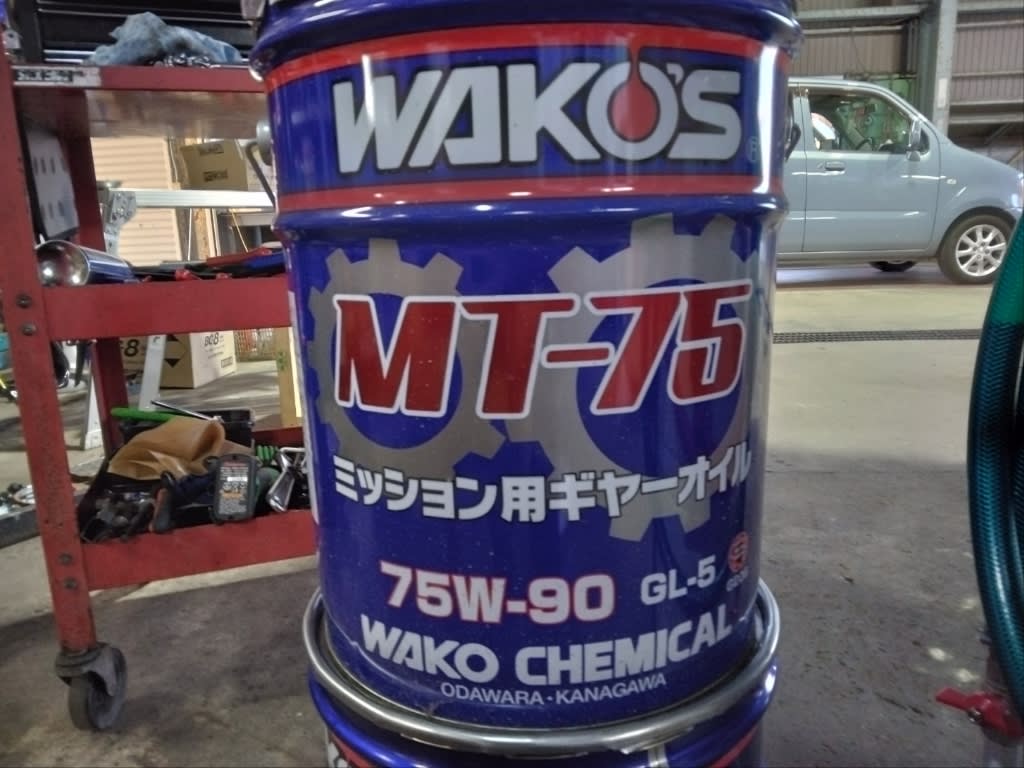 WAKO'S
®
MT-75
ミッション用ギヤーオイル
75W-90 GL-5
WAKO CHEMICAL
ODAWARA・KANAGAWA